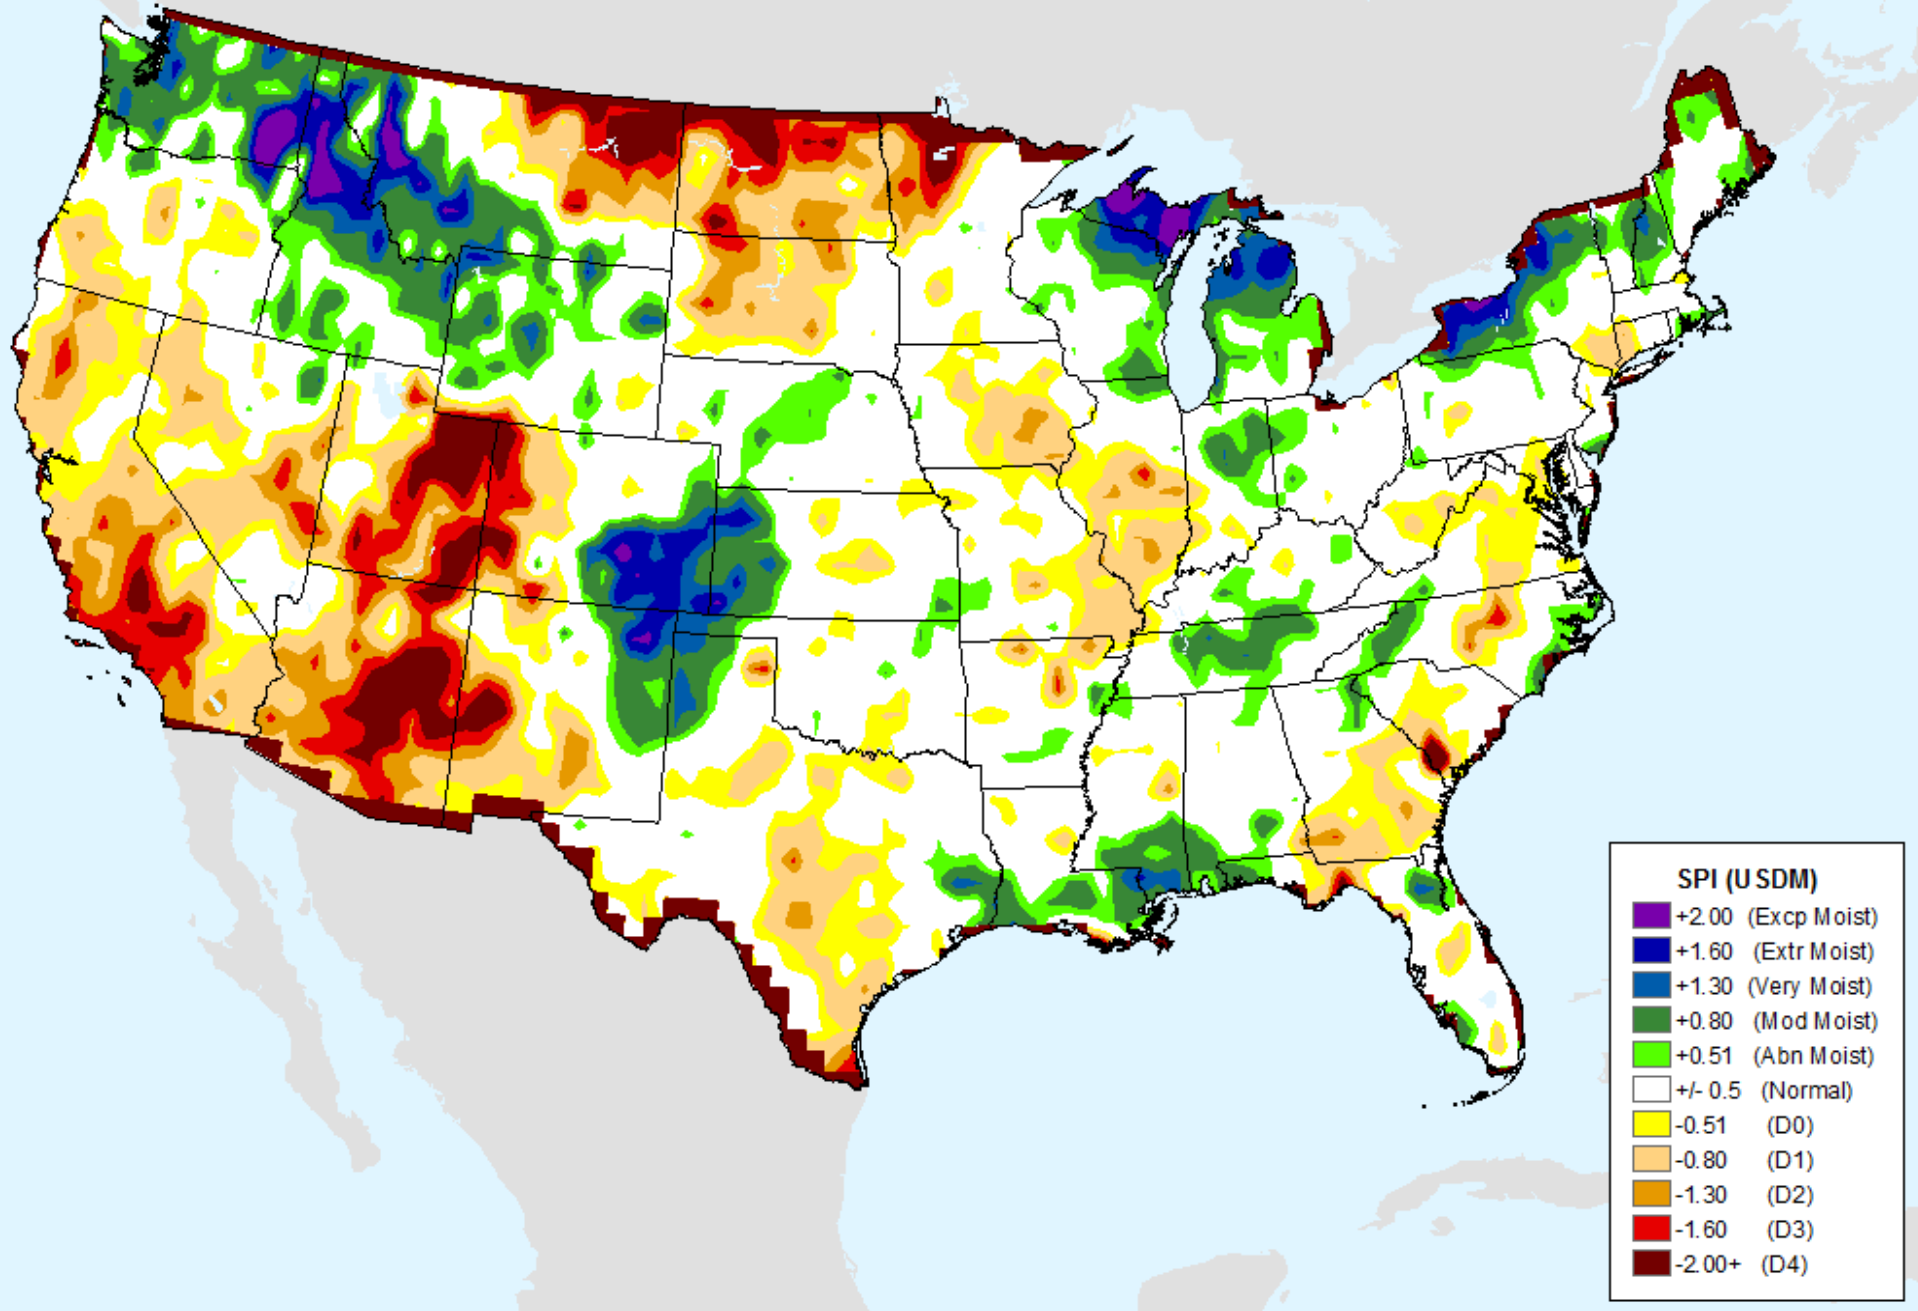 SPI (USDM)
+2.00 (Excp Moist)
+1.60 (Extr Moist)
+1.30 (Very Moist)
+0.80 (Mod Moist)
+0.51 (Abn Moist)
+/- 0.5 (Normal)
-0.51 (D0)
-0.80 (D1)
-1.30 (D2)
-1.60 (D3)
-2.00+ (D4)